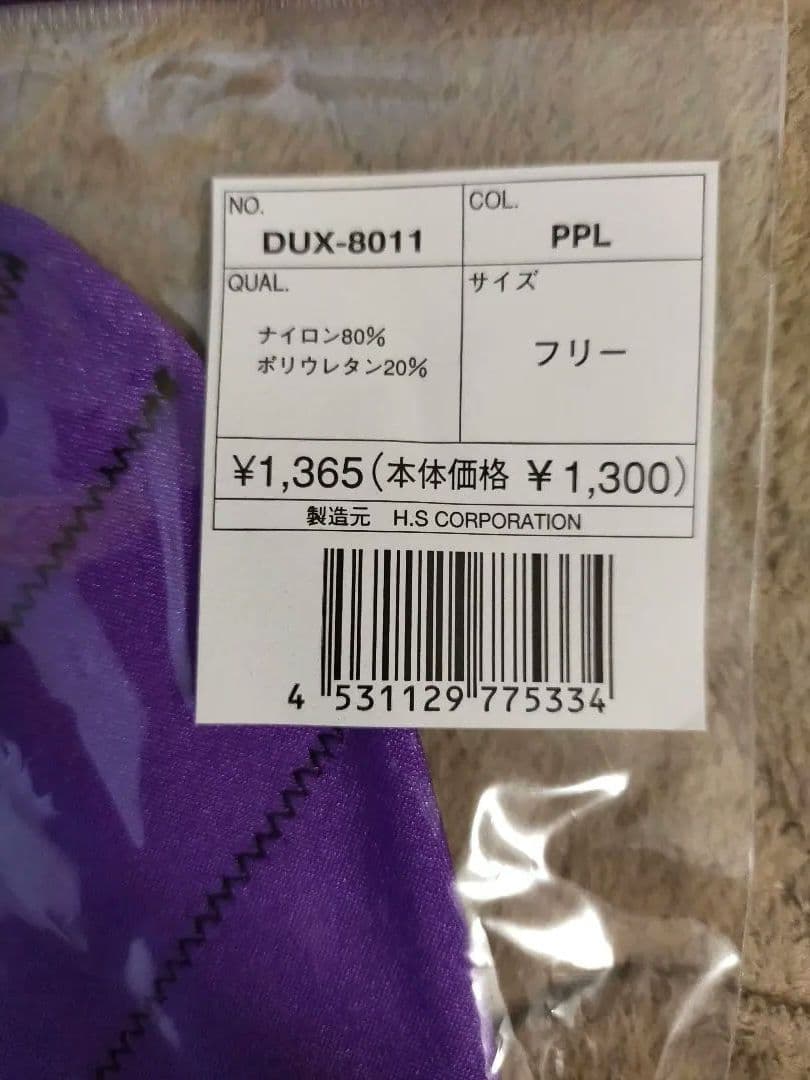 NO.
DUX-8011
COL.
PPL
QUAL.
ナイロン80%
ポリウレタン20%
サイズ
フリー
¥1,365(本体価格 ¥1,300)
製造元 H.S CORPORATION
4 531129 775334